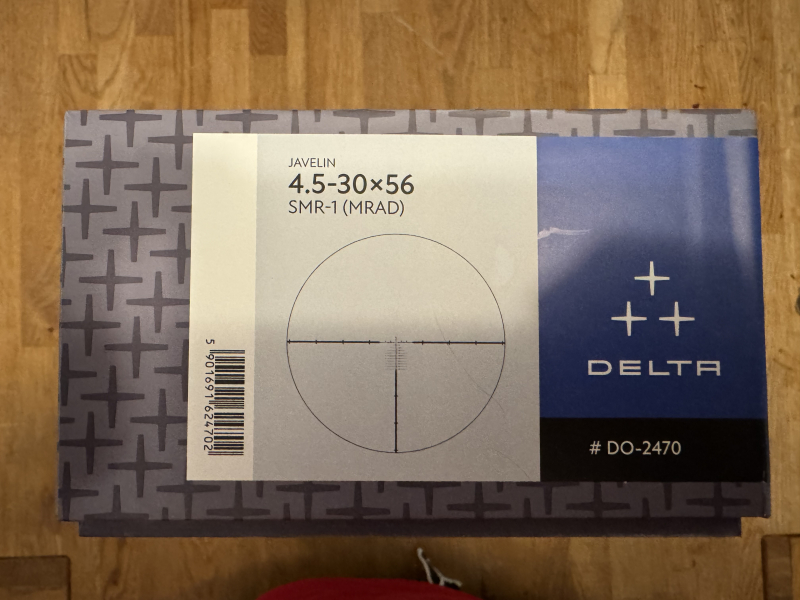 JAVELIN
4.5-30×56
SMR-1 (MRAD)
5 901691 624702
DELTA
# DO-2470